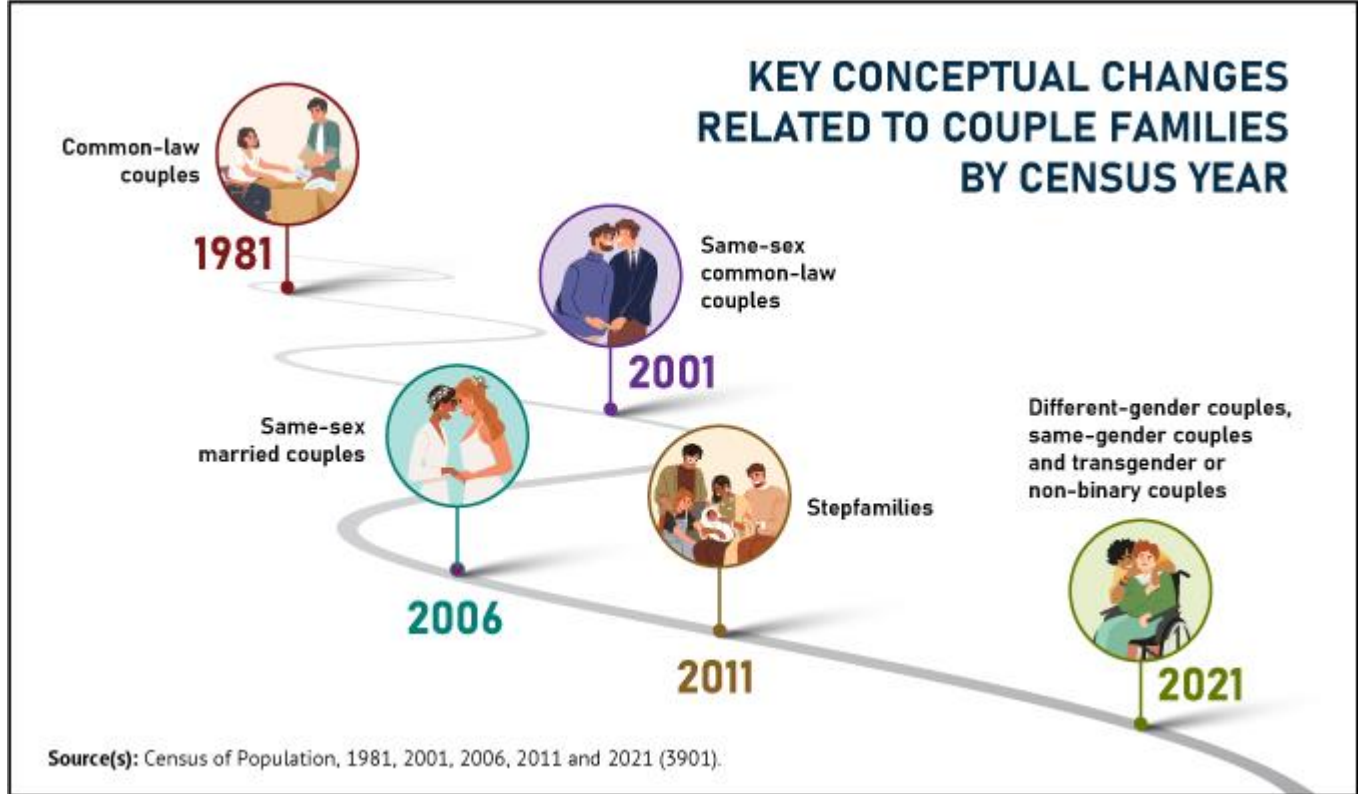 KEY CONCEPTUAL CHANGES
RELATED TO COUPLE FAMILIES
BY CENSUS YEAR
Common-law
couples
1981
Same-sex
common-law
couples
2001
Same-sex
married couples
2006
Stepfamilies
2011
Different-gender couples,
same-gender couples
and transgender or
non-binary couples
2021
Source(s): Census of Population, 1981, 2001, 2006, 2011 and 2021 (3901).